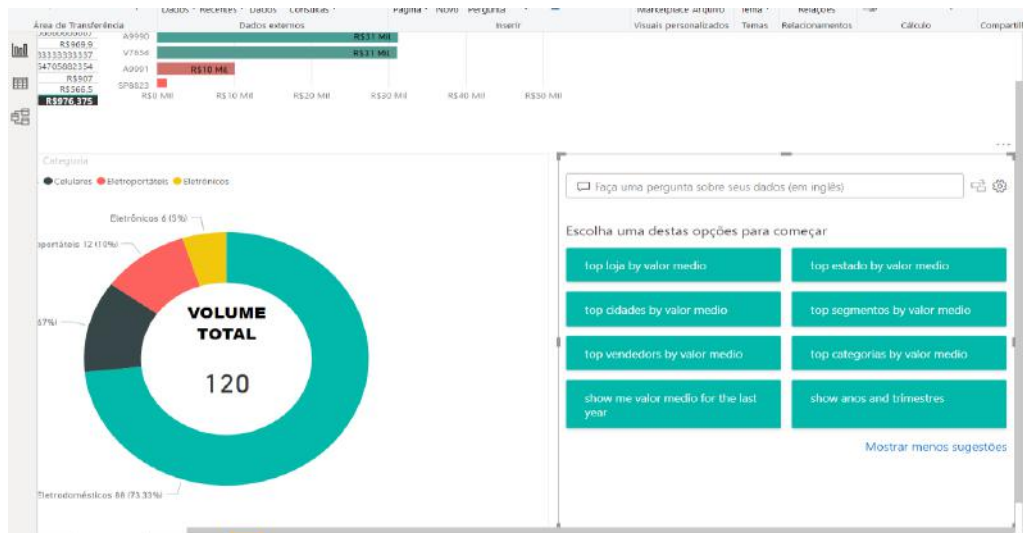 Dados Recentes Dados Consultas Página Novo Pergunta Marketplace Arquivo Tema Relações
Área de Transferência Dados externos Inserir Visuais personalizados Temas Relacionamentos Cálculo Compartil
R$969,9
33333333337
54705882354
R$907
R$566,5
R$976,375
A9990 R$31 Mil
V7654 R$31 Mil
A9991 R$10 Mil
SP8823
R$0 Mil R$10 Mil R$20 Mil R$30 Mil R$40 Mil R$50 Mil
Categoria
Celulares Eletroportáteis Eletrônicos
Eletrônicos 6 (5%)
oportáteis 12 (10%)
67%)
VOLUME
TOTAL
120
Eletrodomésticos 88 (73.33%)
Faça uma pergunta sobre seus dados (em inglês)
Escolha uma destas opções para começar
top loja by valor medio
top estado by valor medio
top cidades by valor medio
top segmentos by valor medio
top vendedors by valor medio
top categorias by valor medio
show me valor medio for the last
year
show anos and trimestres
Mostrar menos sugestões